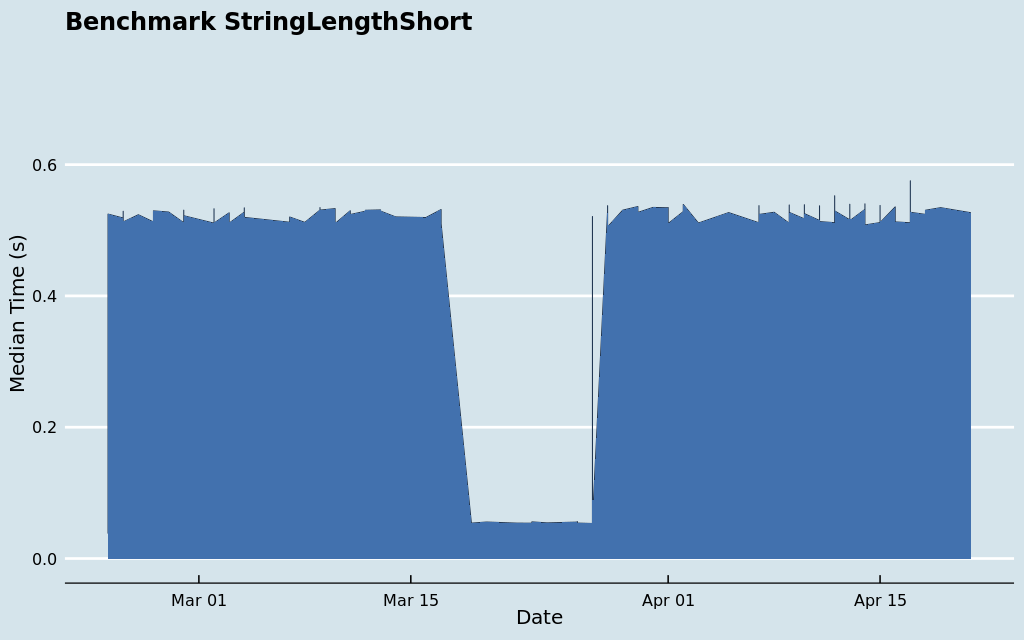 Benchmark StringLengthShort
Median Time (s)
0.6
0.4
0.2
0.0
Mar 01
Mar 15
Apr 01
Apr 15
Date